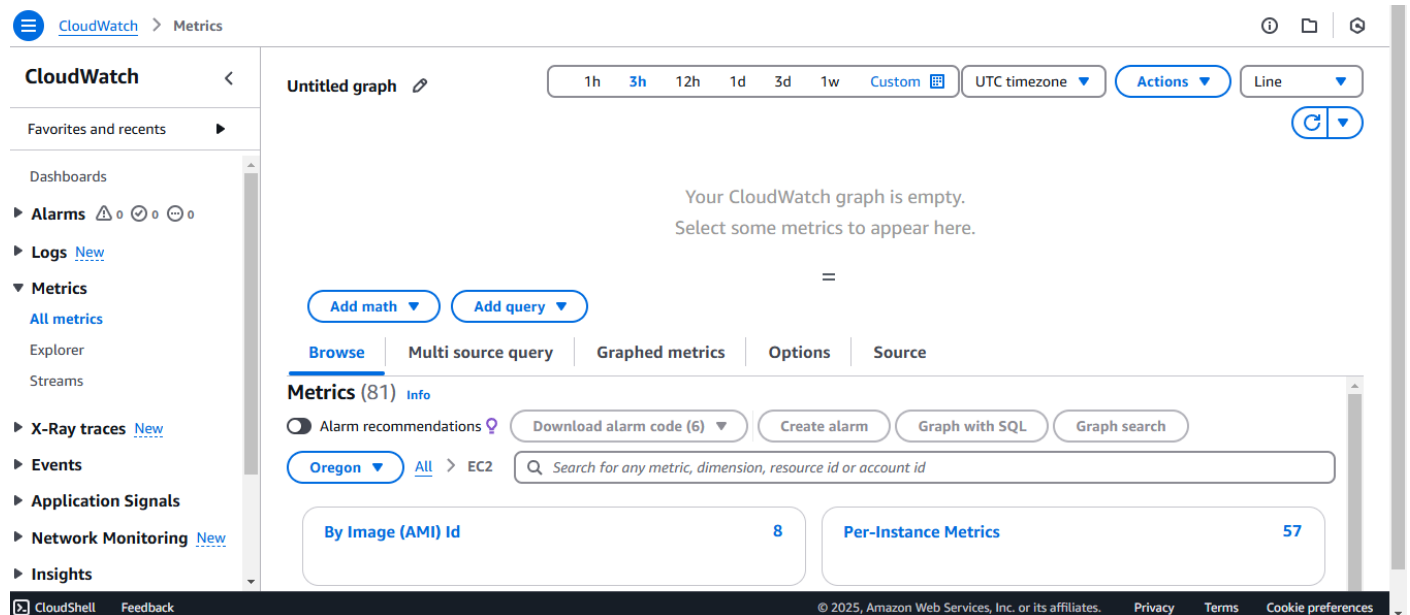 CloudWatch > Metrics
CloudWatch
Favorites and recents
Dashboards
Alarms 0 0 0
Logs New
Metrics
All metrics
Explorer
Streams
X-Ray traces New
Events
Application Signals
Network Monitoring New
Insights
Untitled graph
1h 3h 12h 1d 3d 1w Custom
UTC timezone
Actions
Line
Your CloudWatch graph is empty.
Select some metrics to appear here.
Add math
Add query
Browse
Multi source query
Graphed metrics
Options
Source
Metrics (81) Info
Alarm recommendations
Download alarm code (6)
Create alarm
Graph with SQL
Graph search
Oregon
All > EC2
Search for any metric, dimension, resource id or account id
By Image (AMI) Id 8
Per-Instance Metrics 57
CloudShell
Feedback
© 2025, Amazon Web Services, Inc. or its affiliates.
Privacy
Terms
Cookie preferences